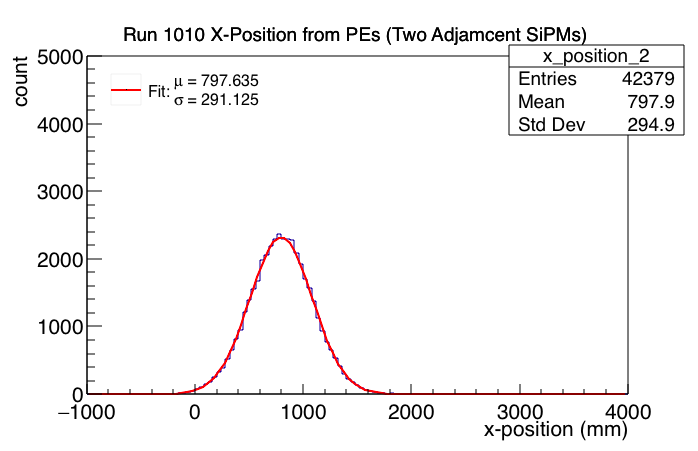 Run 1010 X-Position from PEs (Two Adjamcent SiPMs)
x_position_2
Entries 42379
Mean 797.9
Std Dev 294.9
Fit: μ = 797.635
σ = 291.125
count
5000
4000
3000
2000
1000
0
−1000 0 1000 2000 3000 4000
x-position (mm)